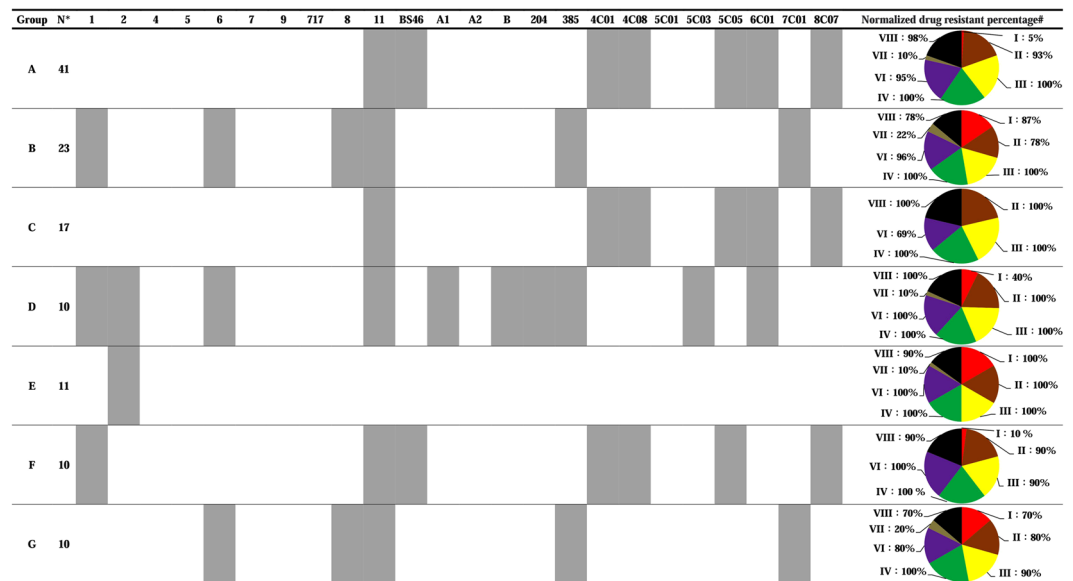 Group N* 1 2 4 5 6 7 9 717 8 11 BS46 A1 A2 B 204 385 4C01 4C08 5C01 5C03 5C05 6C01 7C01 8C07 Normalized drug resistant percentage#
A 41
VIII : 98% I : 5%
VII : 10% II : 93%
VI : 95% III : 100%
IV : 100%
B 23
VIII : 78% I : 87%
VII : 22% II : 78%
VI : 96%
IV : 100% III : 100%
C 17
VIII : 100% II : 100%
VI : 69% III : 100%
IV : 100%
D 10
VIII : 100% I : 40%
VII : 10% II : 100%
VI : 100%
IV : 100% III : 100%
E 11
VIII : 90% I : 100%
VII : 10% II : 100%
VI : 100%
IV : 100% III : 100%
F 10
VIII : 90% I : 10 %
II : 90%
VI : 100% III : 90%
IV : 100 %
G 10
VIII : 70% I : 70%
VII : 20% II : 80%
VI : 80%
IV : 100% III : 90%